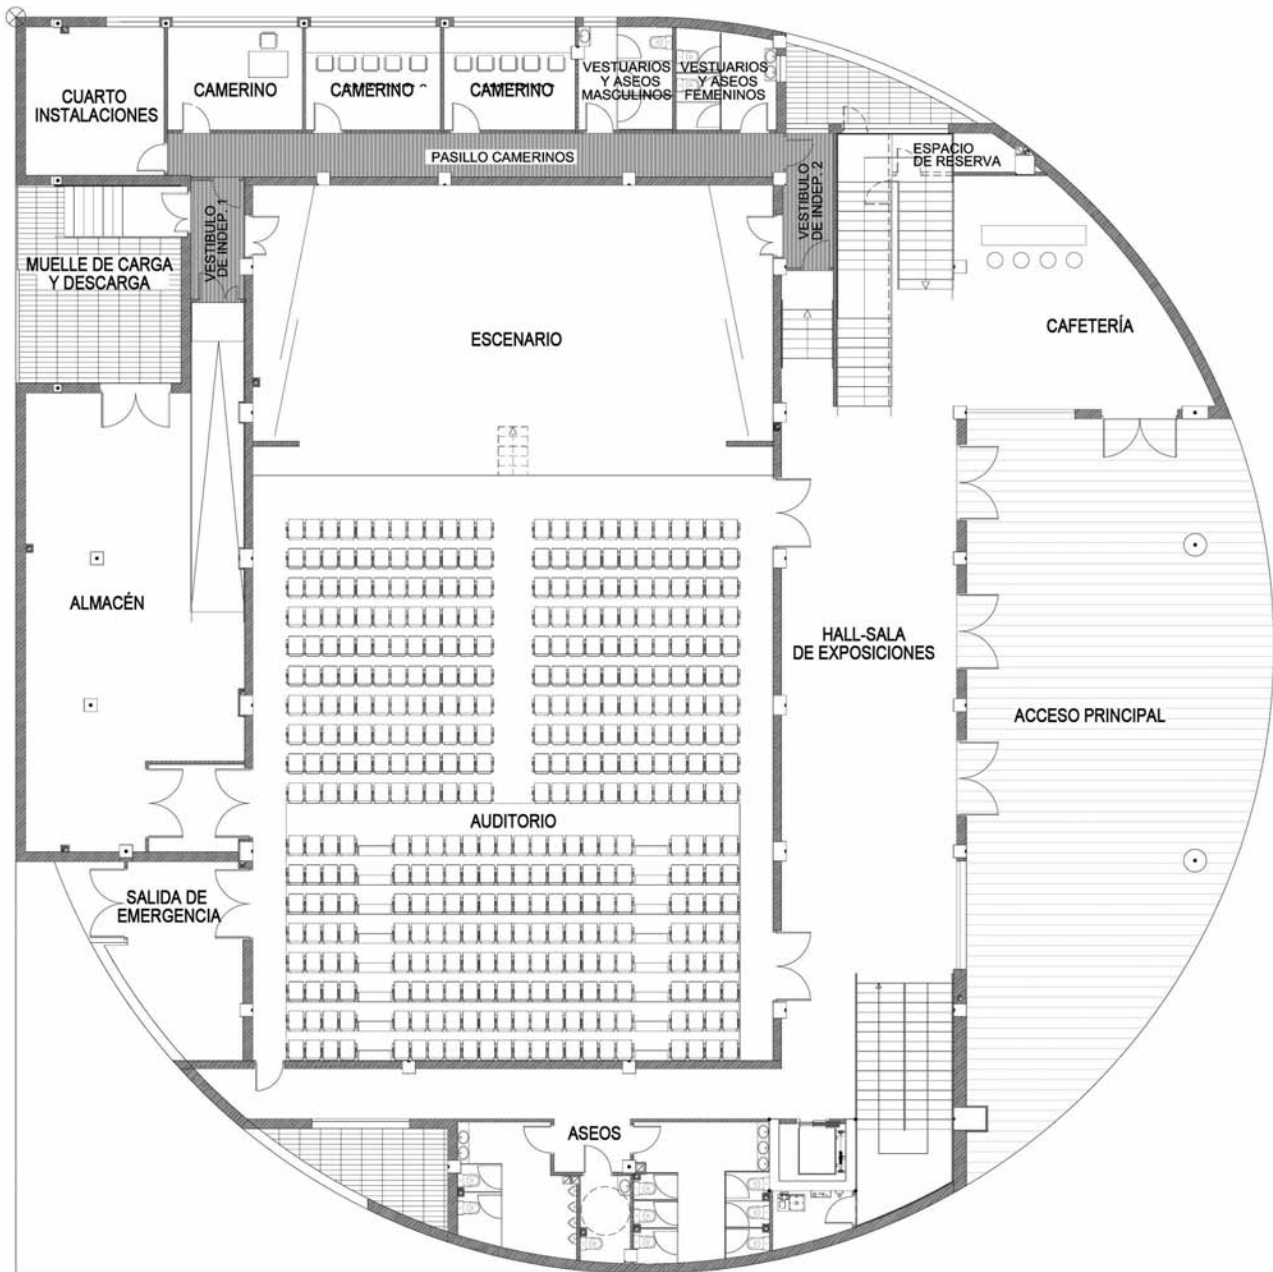 CUARTO
INSTALACIONES
CAMERINO
CAMERINO
CAMERINO
VESTUARIOS
Y ASEOS
MASCULINOS
VESTUARIOS
Y ASEOS
FEMENINOS
PASILLO CAMERINOS
ESPACIO
DE RESERVA
VESTIBULO
DE INDEP. 1
VESTIBULO
DE INDEP. 2
MUELLE DE CARGA
Y DESCARGA
ESCENARIO
CAFETERÍA
ALMACÉN
HALL-SALA
DE EXPOSICIONES
ACCESO PRINCIPAL
AUDITORIO
SALIDA DE
EMERGENCIA
ASEOS